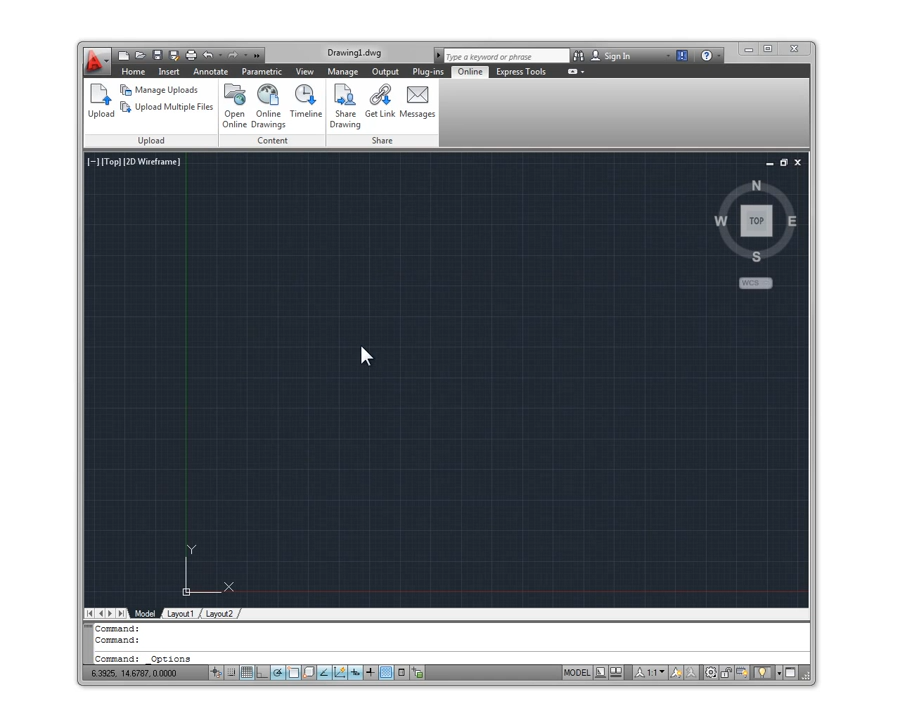 Drawing1.dwg
Type a keyword or phrase
Sign In
Home Insert Annotate Parametric View Manage Output Plug-ins Online Express Tools
Upload
Manage Uploads
Upload Multiple Files
Open Online
Online Drawings
Timeline
Share Drawing
Get Link
Messages
Upload Content Share
[−] [Top] [2D Wireframe]
N
W TOP E
S
WCS
Y
X
Model Layout1 Layout2
Command:
Command:
Command: _Options
6.3925, 14.6787, 0.0000
MODEL
1:1